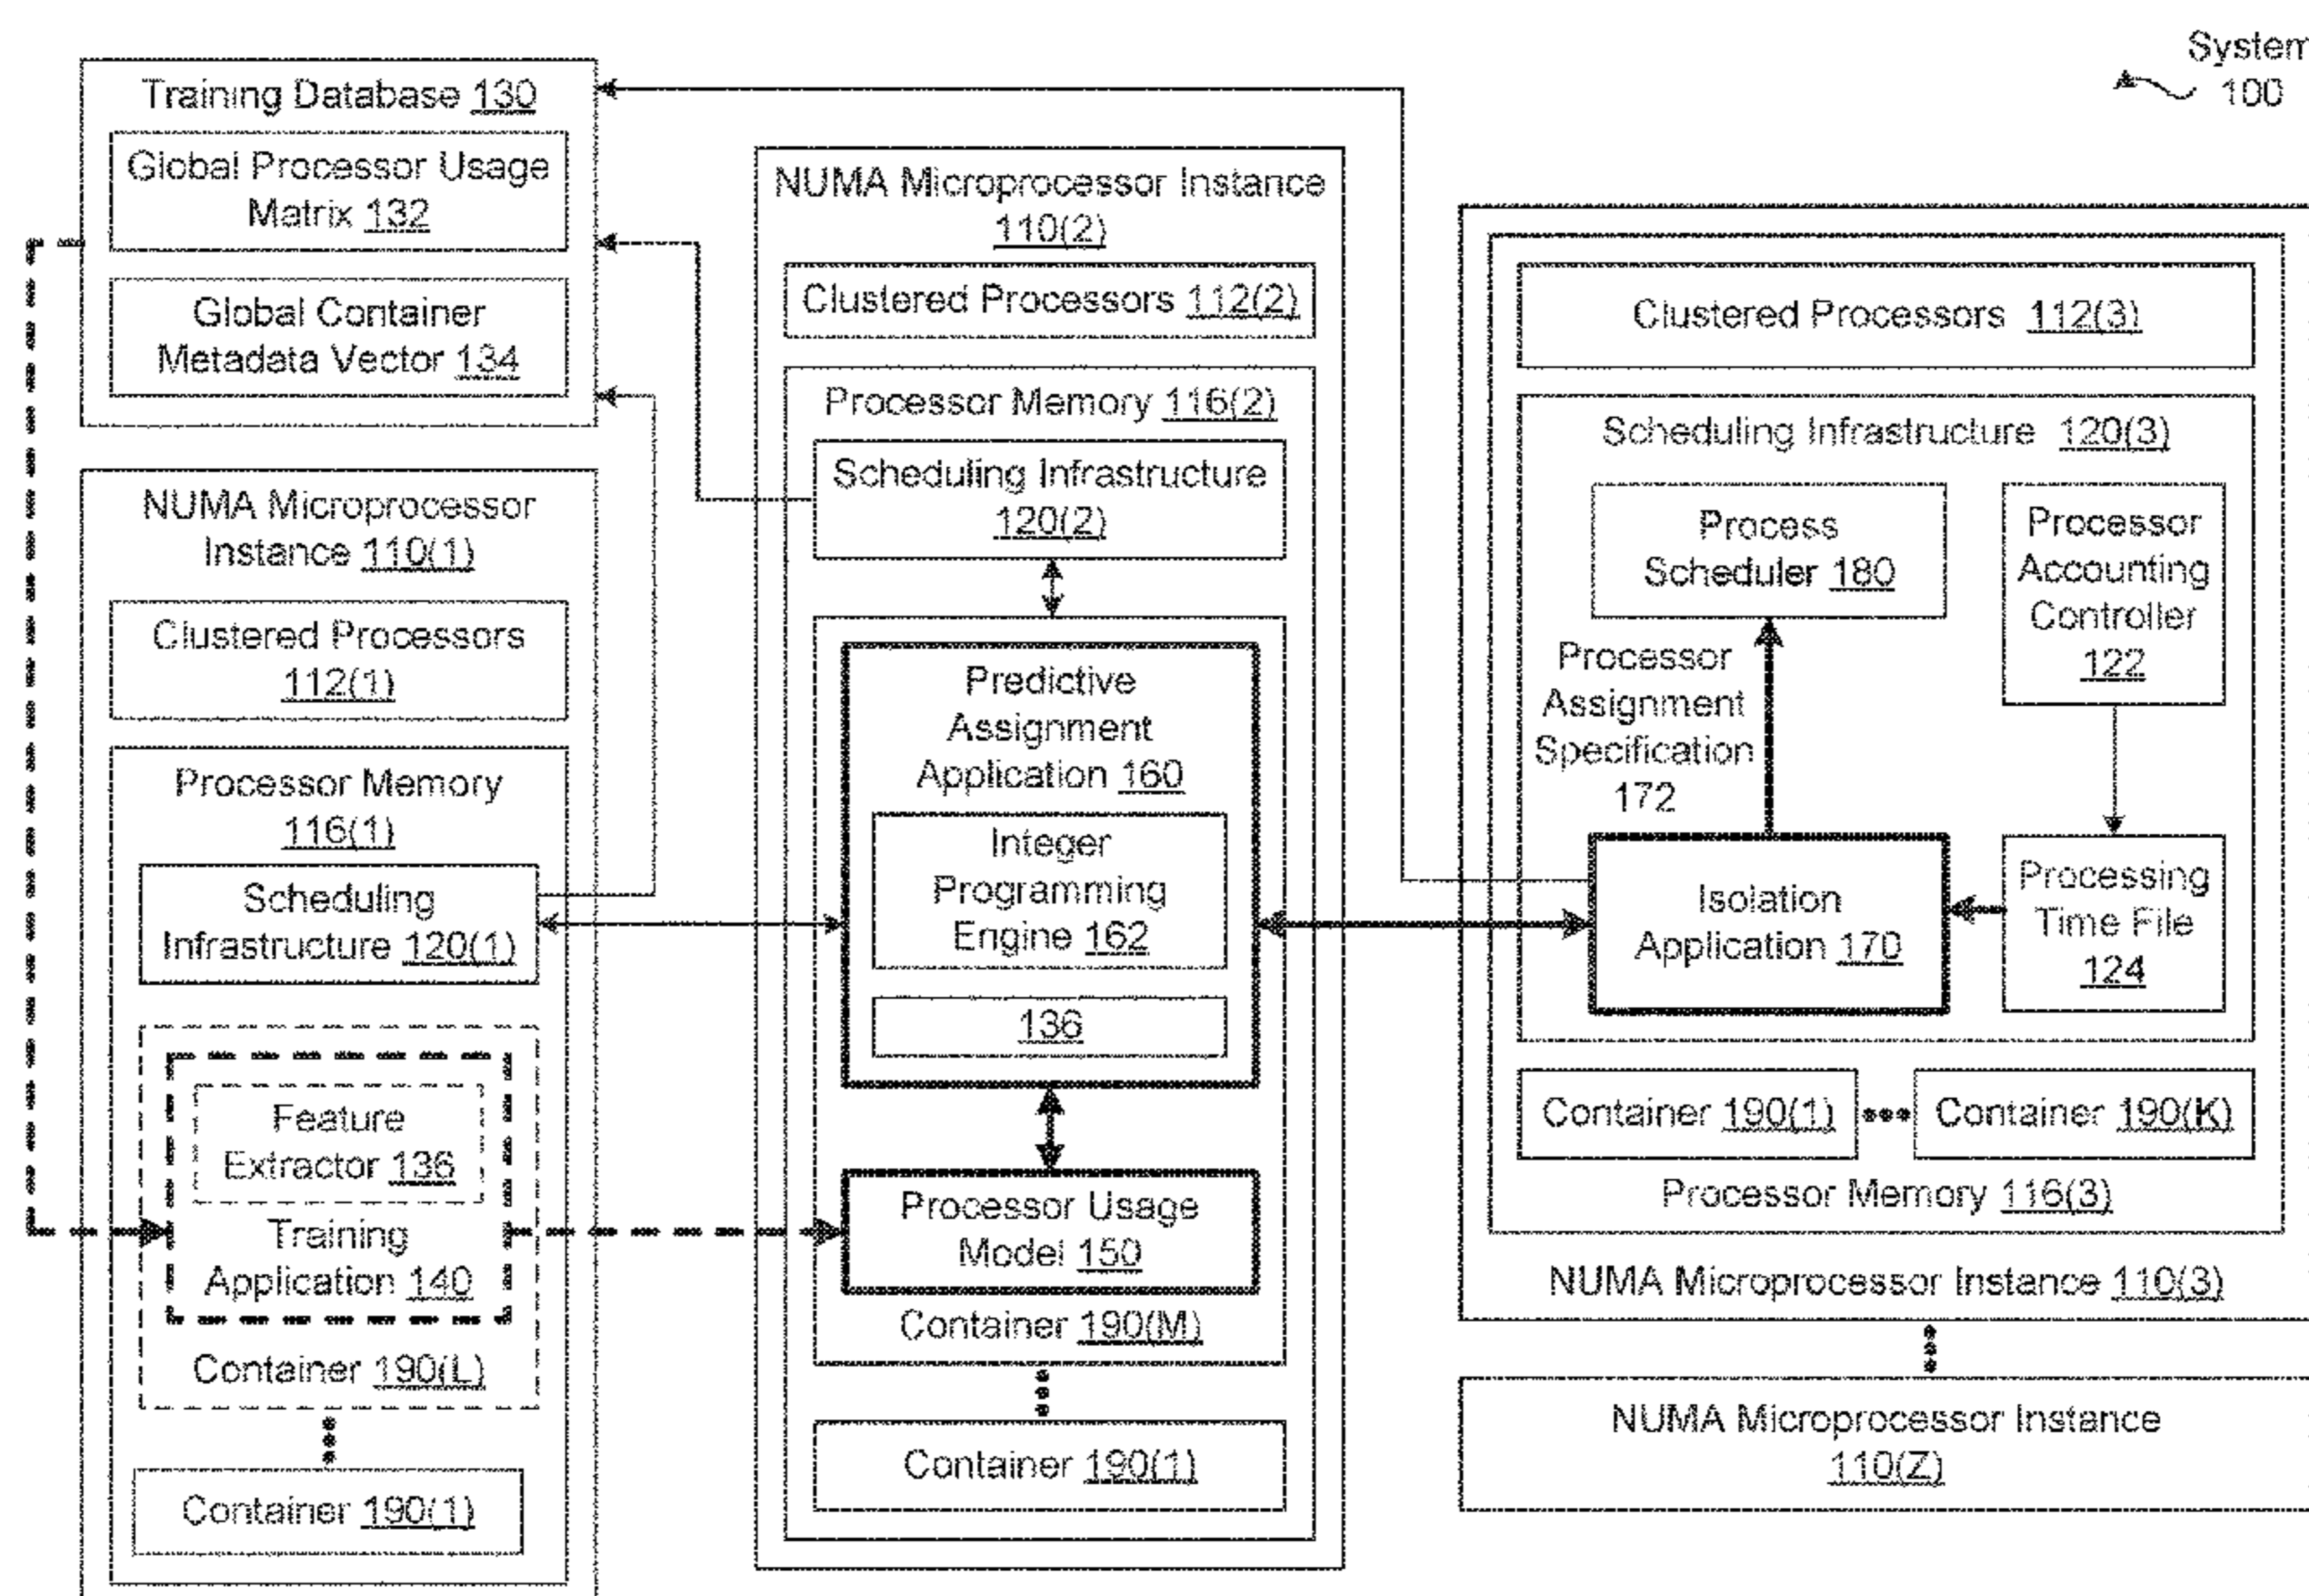 System
100
Training Database 130
Global Processor Usage
Matrix 132
Global Container
Metadata Vector 134
NUMA Microprocessor
Instance 110(1)
Clustered Processors
112(1)
Processor Memory
116(1)
Scheduling
Infrastructure 120(1)
Feature
Extractor 136
Training
Application 140
Container 190(L)
Container 190(1)
NUMA Microprocessor Instance
110(2)
Clustered Processors 112(2)
Processor Memory 116(2)
Scheduling Infrastructure
120(2)
Predictive
Assignment
Application 160
Integer
Programming
Engine 162
136
Processor Usage
Model 150
Container 190(M)
Container 190(1)
Clustered Processors 112(3)
Scheduling Infrastructure 120(3)
Process
Scheduler 180
Processor
Accounting
Controller
122
Processor
Assignment
Specification
172
Isolation
Application 170
Processing
Time File
124
Container 190(1)
Container 190(K)
Processor Memory 116(3)
NUMA Microprocessor Instance 110(3)
NUMA Microprocessor Instance
110(Z)